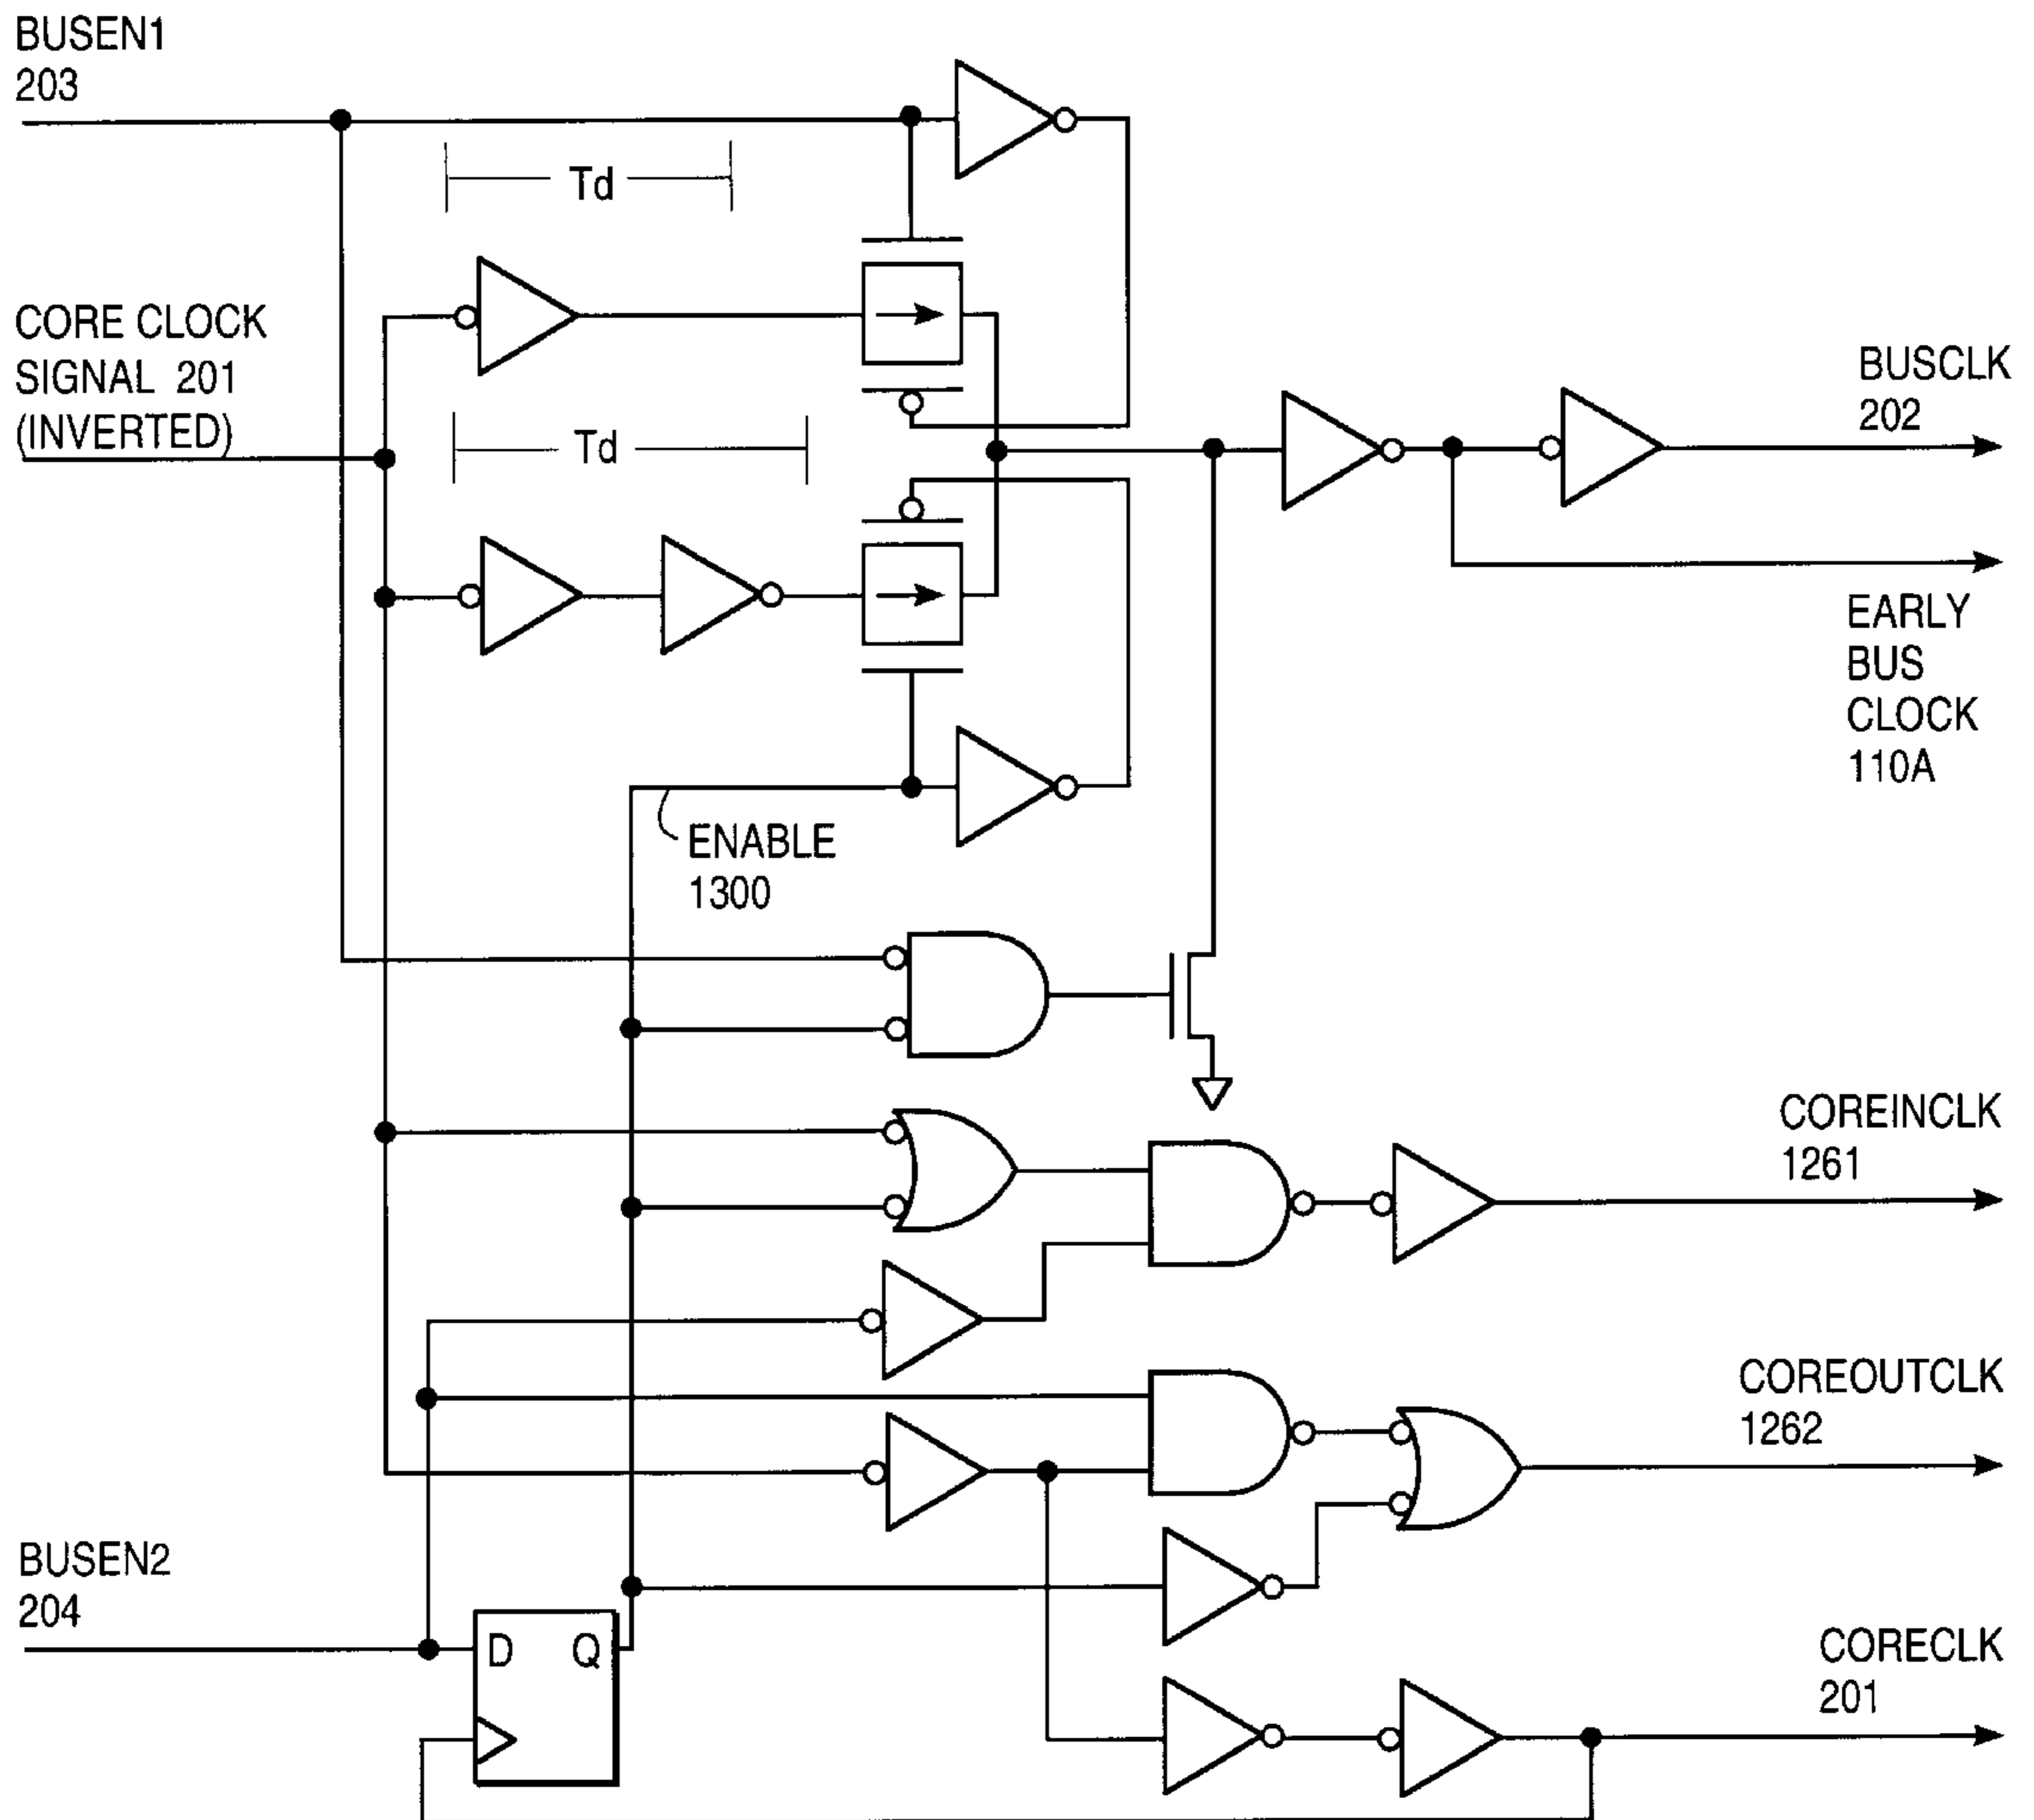 BUSEN1
203
Td
CORE CLOCK
SIGNAL 201
(INVERTED)
Td
BUSCLK
202
EARLY
BUS
CLOCK
110A
ENABLE
1300
COREINCLK
1261
COREOUTCLK
1262
BUSEN2
204
D Q
CORECLK
201